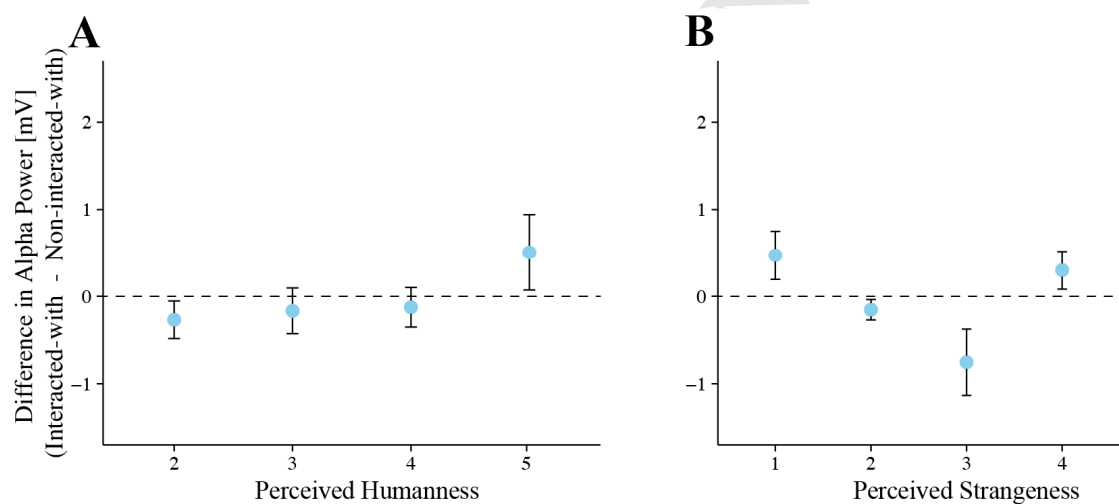 A
B
Difference in Alpha Power [mV]
(Interacted-with - Non-interacted-with)
2
1
0
−1
2 3 4 5
Perceived Humanness
2
1
0
−1
1 2 3 4
Perceived Strangeness